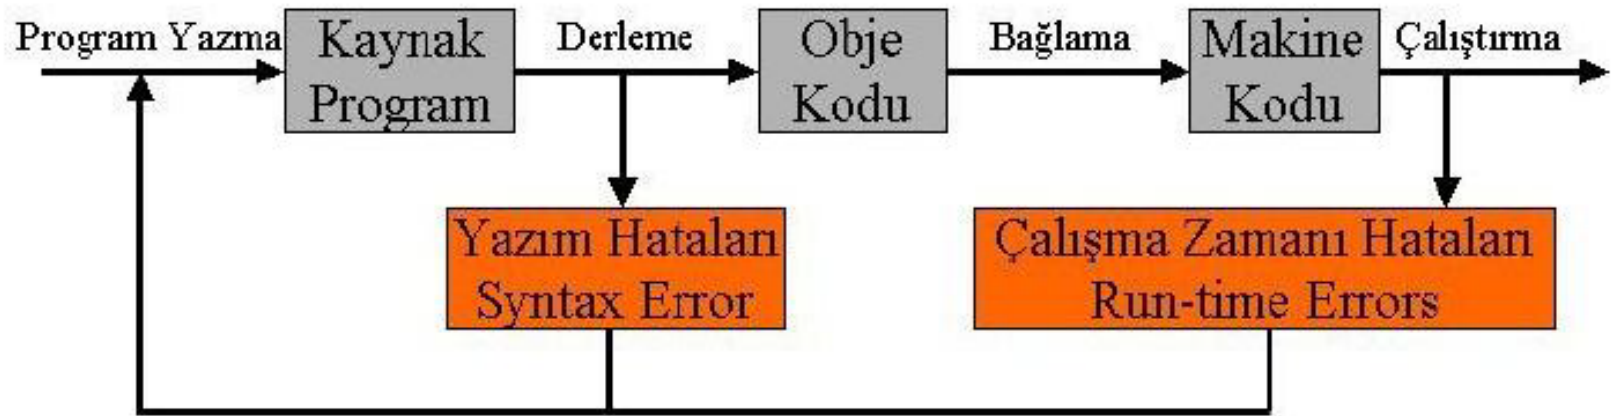 Program Yazma
Kaynak
Program
Derleme
Obje
Kodu
Bağlama
Makine
Kodu
Çalıştırma
Yazım Hataları
Syntax Error
Çalışma Zamanı Hataları
Run-time Errors